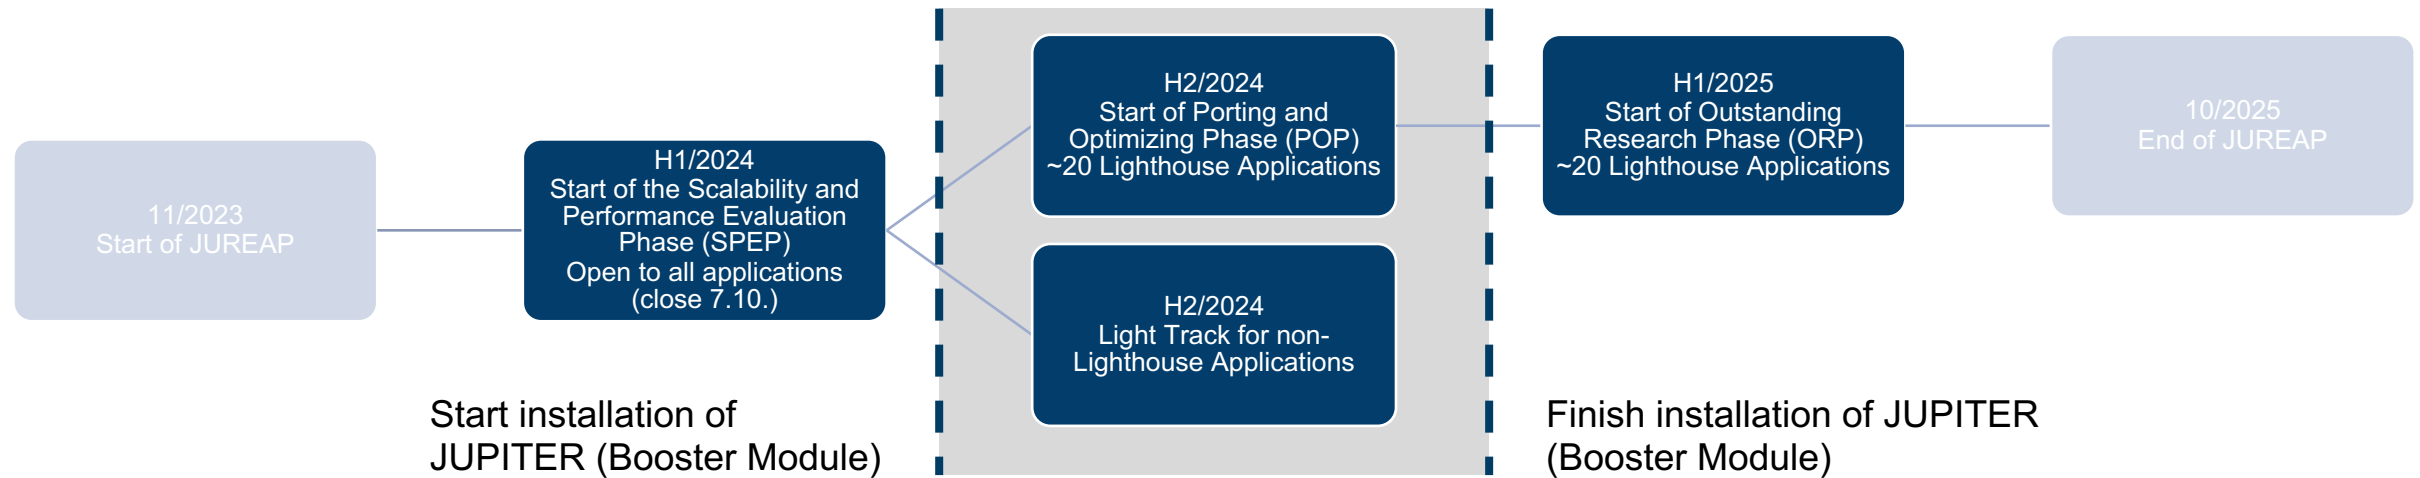 11/2023
Start of JUREAP
H1/2024
Start of the Scalability and
Performance Evaluation
Phase (SPEP)
Open to all applications
(close 7.10.)
H2/2024
Start of Porting and
Optimizing Phase (POP)
~20 Lighthouse Applications
H2/2024
Light Track for non-
Lighthouse Applications
H1/2025
Start of Outstanding
Research Phase (ORP)
~20 Lighthouse Applications
10/2025
End of JUREAP
Start installation of
JUPITER (Booster Module)
Finish installation of JUPITER
(Booster Module)